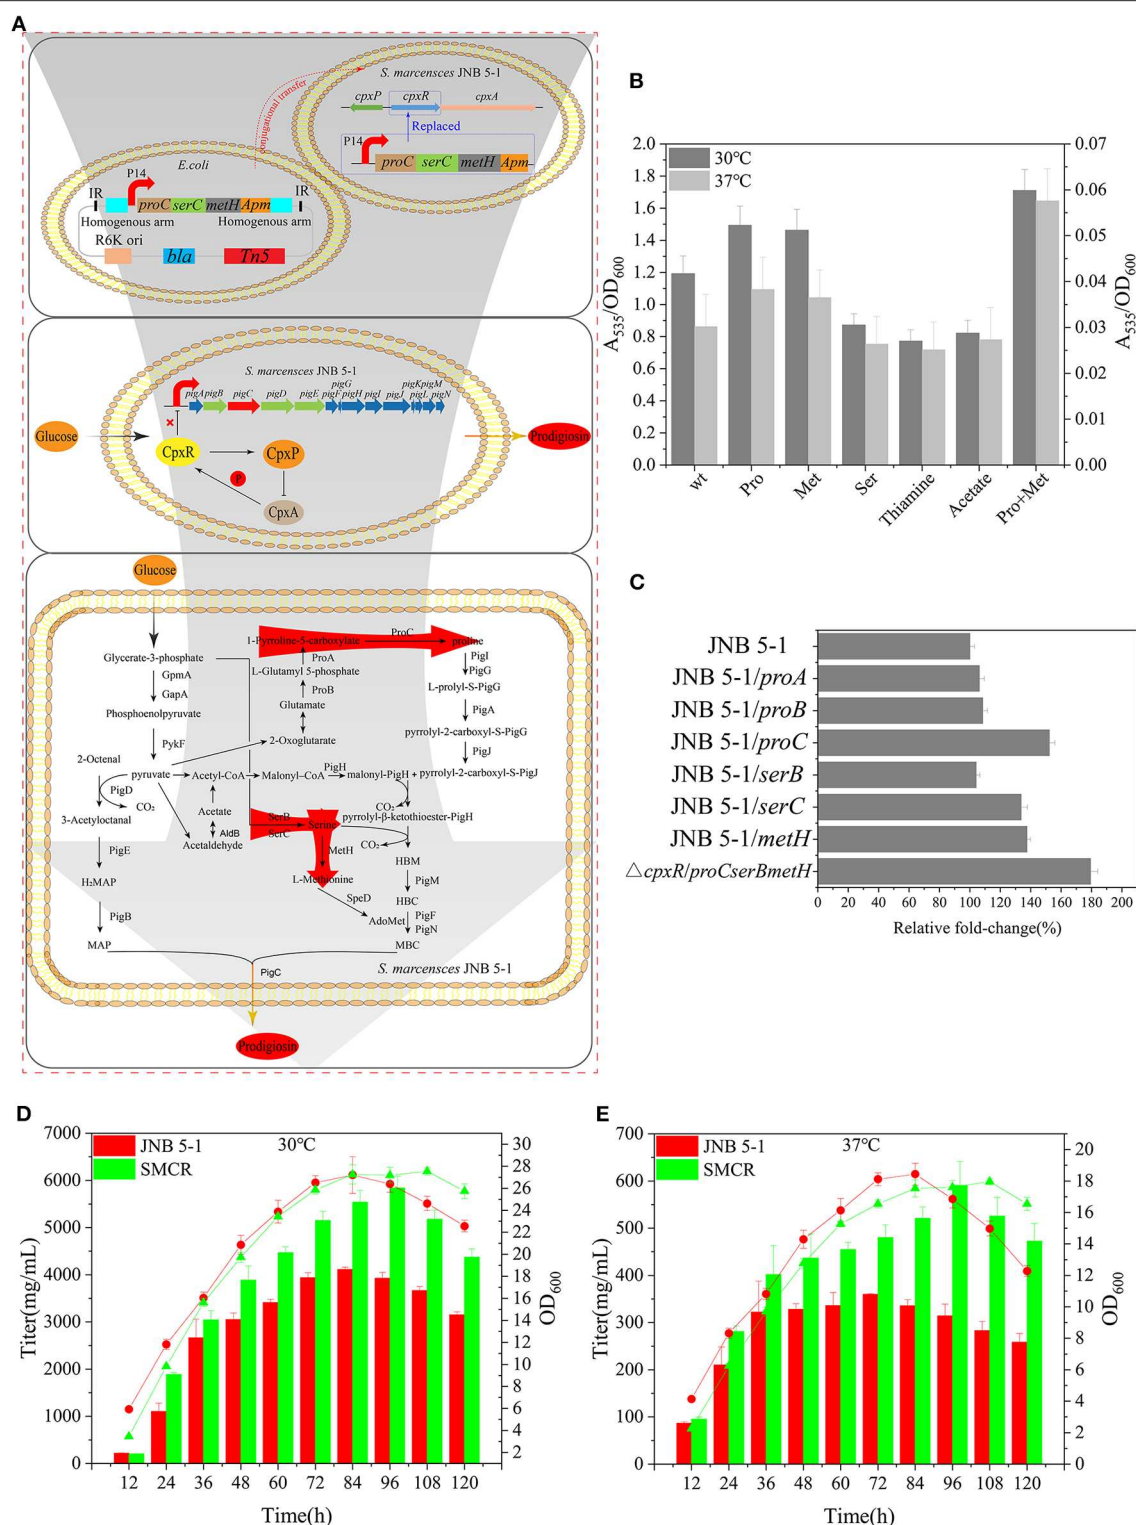 A
S. marcensces JNB 5-1
cpxP
cpxR
cpxA
Replaced
P14
proC
serC
metH
Apm
conjugational transfer
E.coli
P14
IR
IR
proC
serC
metH
Apm
Homogenous arm
Homogenous arm
R6K ori
bla
Tn5
S. marcensces JNB 5-1
pigA
pigB
pigC
pigD
pigE
pigF
pigG
pigH
pigI
pigJ
pigK
pigL
pigM
pigN
Glucose
CpxR
CpxP
P
CpxA
Prodigiosin
Glucose
Glycerate-3-phosphate
GpmA
GapA
Phosphoenolpyruvate
PykF
2-Octenal
pyruvate
PigD
CO₂
3-Acetyloctanal
PigE
H₂MAP
PigB
MAP
1-Pyrroline-5-carboxylate
ProC
proline
ProA
L-Glutamyl 5-phosphate
ProB
Glutamate
2-Oxoglutarate
Acetyl-CoA
Malonyl–CoA
PigH
malonyl-PigH + pyrrolyl-2-carboxyl-S-PigJ
PigI
PigG
L-prolyl-S-PigG
PigA
pyrrolyl-2-carboxyl-S-PigG
PigJ
CO₂
pyrrolyl-β-ketothioester-PigH
Acetate
AldB
Acetaldehyde
SerB
SerC
Serine
MetH
L-Methionine
SpeD
AdoMet
CO₂
HBM
PigM
HBC
PigF
PigN
MBC
PigC
S. marcensces JNB 5-1
Prodigiosin
B
30°C
37°C
A₅₃₅/OD₆₀₀
2.0
1.8
1.6
1.4
1.2
1.0
0.8
0.6
0.4
0.2
0.0
0.07
0.06
0.05
0.04
0.03
0.02
0.01
0.00
A₅₃₅/OD₆₀₀
wt
Pro
Met
Ser
Thiamine
Acetate
Pro+Met
C
JNB 5-1
JNB 5-1/proA
JNB 5-1/proB
JNB 5-1/proC
JNB 5-1/serB
JNB 5-1/serC
JNB 5-1/metH
△cpxR/proCserBmetH
0 20 40 60 80 100 120 140 160 180 200
Relative fold-change(%)
D
JNB 5-1
SMCR
30°C
Titer(mg/mL)
7000
6000
5000
4000
3000
2000
1000
0
30
28
26
24
22
20
18
16
14
12
10
8
6
4
2
OD₆₀₀
12 24 36 48 60 72 84 96 108 120
Time(h)
E
JNB 5-1
SMCR
37°C
Titer(mg/mL)
700
600
500
400
300
200
100
0
20
18
16
14
12
10
8
6
4
2
0
OD₆₀₀
12 24 36 48 60 72 84 96 108 120
Time(h)